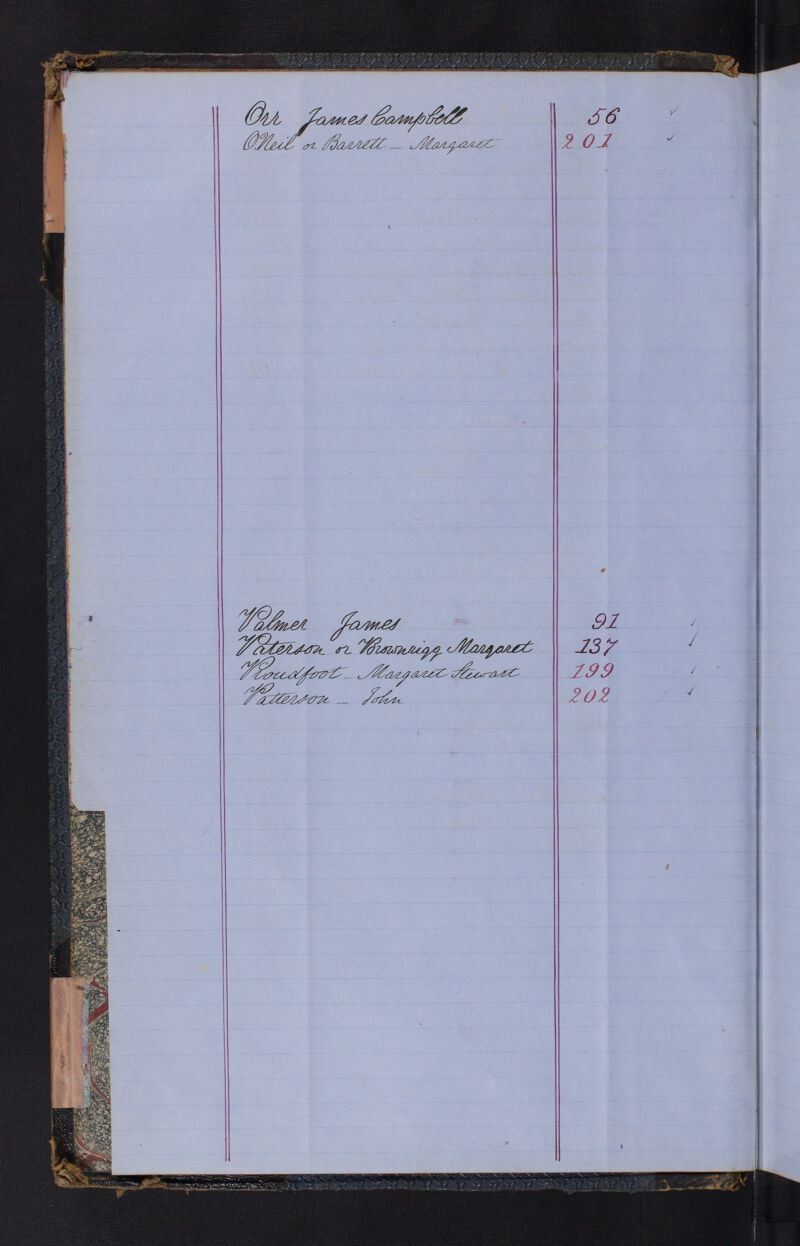 Orr James Campbell 56 ✓
O'Neil or Barrett — Margaret 201 ✓
Palmer James 91 ✓
Paterson or Brownrigg Margaret 137 ✓
Proudfoot — Margaret Stewart 199 ✓
Patterson — John 202 ✓